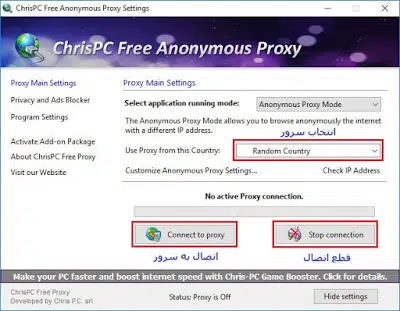 ChrisPC Free Anonymous Proxy Settings
ChrisPC Free Anonymous Proxy
Proxy Main Settings
Privacy and Ads Blocker
Program Settings
Activate Add-on Package
About ChrisPC Free Proxy
Visit our Website
Proxy Main Settings
Select application running mode:
Anonymous Proxy Mode
The Anonymous Proxy Mode allows you to browse anonymously the internet
with a different IP address.
انتخاب سرور
Use Proxy from this Country:
Random Country
Customize Anonymous Proxy Settings...
Check IP Address
No active Proxy connection.
Connect to proxy
Stop connection
اتصال به سرور
قطع اتصال
Make your PC faster and boost internet speed with Chris-PC Game Booster. Click for details.
ChrisPC Free Proxy
Developed by Chris P.C. srl
Status: Proxy is Off
Hide settings